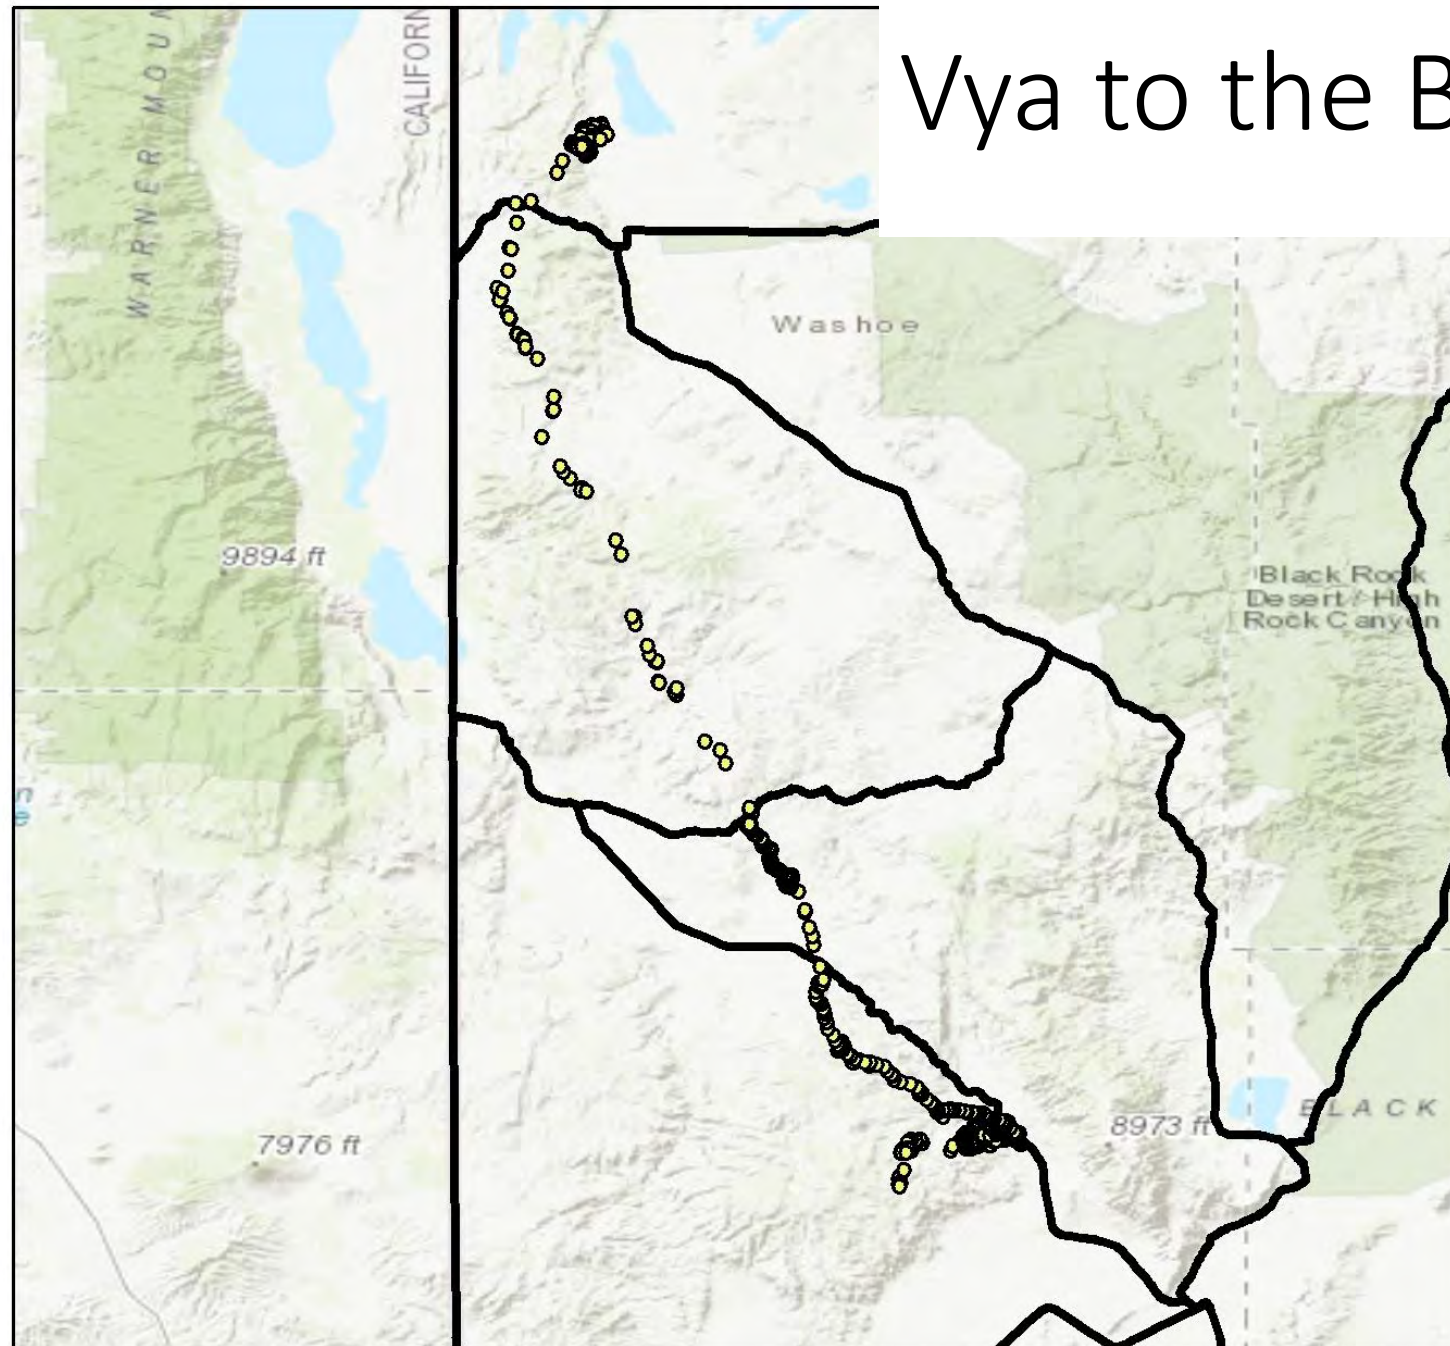 Vya to the B
CALIFORN
WARNER MOUN
Washoe
9894 ft
Black Rock
Desert / High
Rock Canyon
BLACK
8973 ft
7976 ft